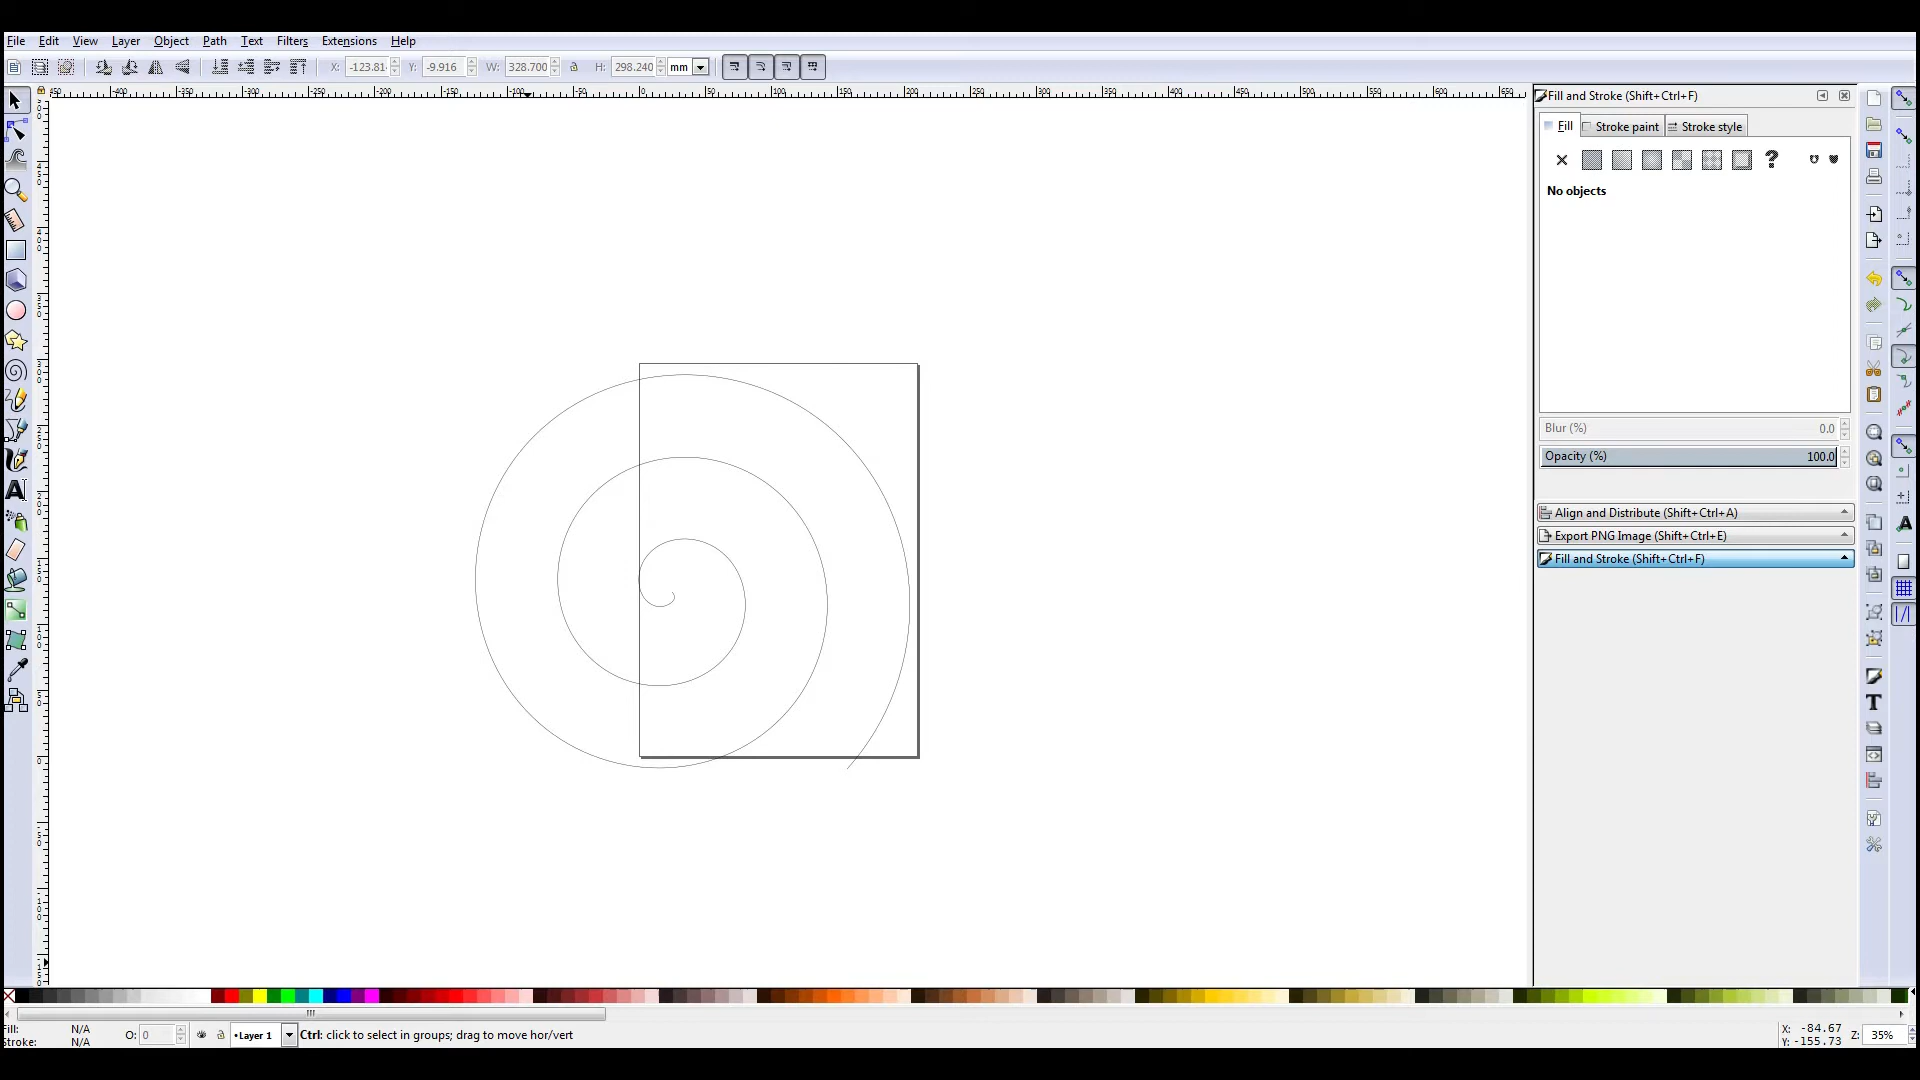 File Edit View Layer Object Path Text Filters Extensions Help
X: -123.81 Y: -9.916 W: 328.700 H: 298.240 mm
Fill and Stroke (Shift+Ctrl+F)
Fill Stroke paint Stroke style
No objects
Blur (%) 0.0
Opacity (%) 100.0
Align and Distribute (Shift+Ctrl+A)
Export PNG Image (Shift+Ctrl+E)
Fill and Stroke (Shift+Ctrl+F)
Fill: N/A
Stroke: N/A
O: 0
•Layer 1
Ctrl: click to select in groups; drag to move hor/vert
X: -84.67
Y: -155.73
Z: 35%